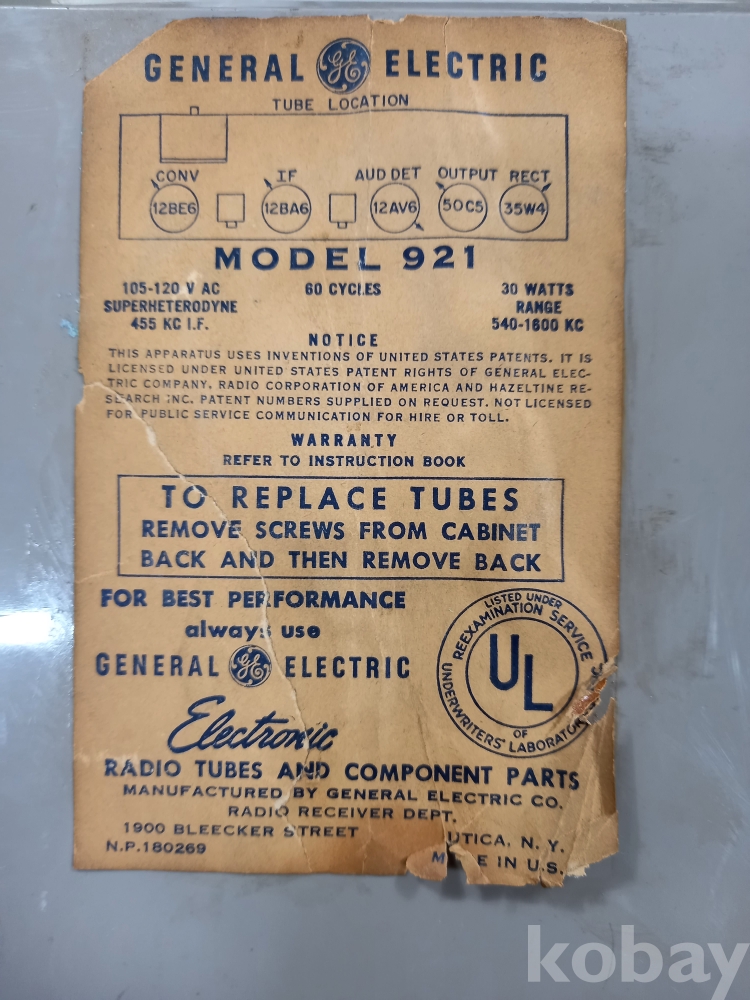 GENERAL GE ELECTRIC
TUBE LOCATION
CONV IF AUD DET OUTPUT RECT
12BE6 12BA6 12AV6 50C5 35W4
MODEL 921
105-120 V AC 60 CYCLES 30 WATTS
SUPERHETERODYNE RANGE
455 KC I.F. 540-1600 KC
NOTICE
THIS APPARATUS USES INVENTIONS OF UNITED STATES PATENTS. IT IS
LICENSED UNDER UNITED STATES PATENT RIGHTS OF GENERAL ELEC-
TRIC COMPANY, RADIO CORPORATION OF AMERICA AND HAZELTINE RE-
SEARCH INC. PATENT NUMBERS SUPPLIED ON REQUEST. NOT LICENSED
FOR PUBLIC SERVICE COMMUNICATION FOR HIRE OR TOLL.
WARRANTY
REFER TO INSTRUCTION BOOK
TO REPLACE TUBES
REMOVE SCREWS FROM CABINET
BACK AND THEN REMOVE BACK
FOR BEST PERFORMANCE
always use
GENERAL GE ELECTRIC
Electronic
RADIO TUBES AND COMPONENT PARTS
LISTED UNDER
REEXAMINATION SERVICE
UL
OF
UNDERWRITERS' LABORATOR
MANUFACTURED BY GENERAL ELECTRIC CO.
RADIO RECEIVER DEPT.
1900 BLEECKER STREET UTICA, N. Y.
N.P.180269 M E IN U.S.
kobay